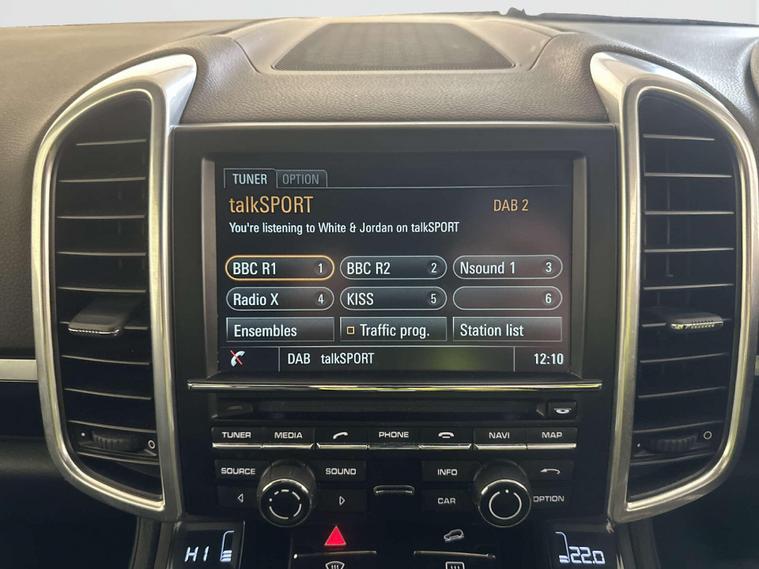 TUNER OPTION
talkSPORT DAB 2
You're listening to White & Jordan on talkSPORT
BBC R1 1 BBC R2 2 Nsound 1 3
Radio X 4 KISS 5 6
Ensembles Traffic prog. Station list
DAB talkSPORT 12:10
TUNER MEDIA PHONE NAVI MAP
SOURCE SOUND INFO
CAR OPTION
HI 22.0